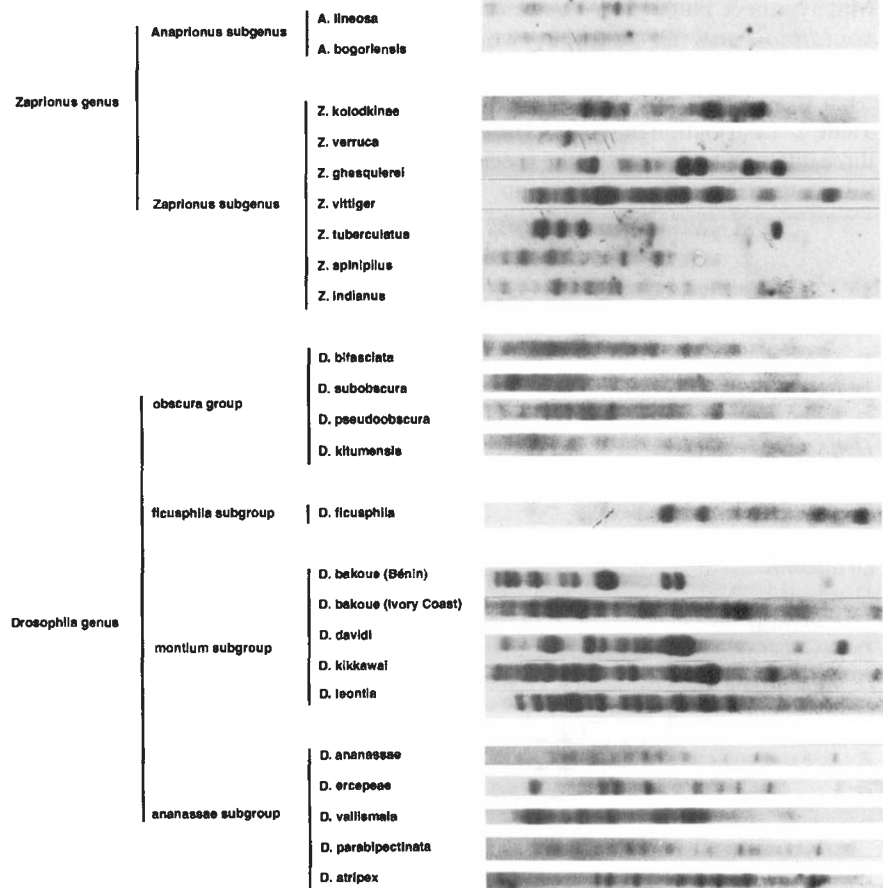 Anaprionus subgenus
A. lineosa
A. bogoriensis
Zaprionus genus
Zaprionus subgenus
Z. kolodkinae
Z. verruca
Z. ghesquierei
Z. vittiger
Z. tuberculatus
Z. spinipilus
Z. indianus
Drosophila genus
obscura group
D. bifasciata
D. subobscura
D. pseudoobscura
D. kitumensis
ficusphila subgroup
D. ficusphila
montium subgroup
D. bakoue (Bénin)
D. bakoue (Ivory Coast)
D. davidi
D. kikkawai
D. leontia
ananassae subgroup
D. ananassae
D. ercepeae
D. vallismaia
D. parabipectinata
D. atripex